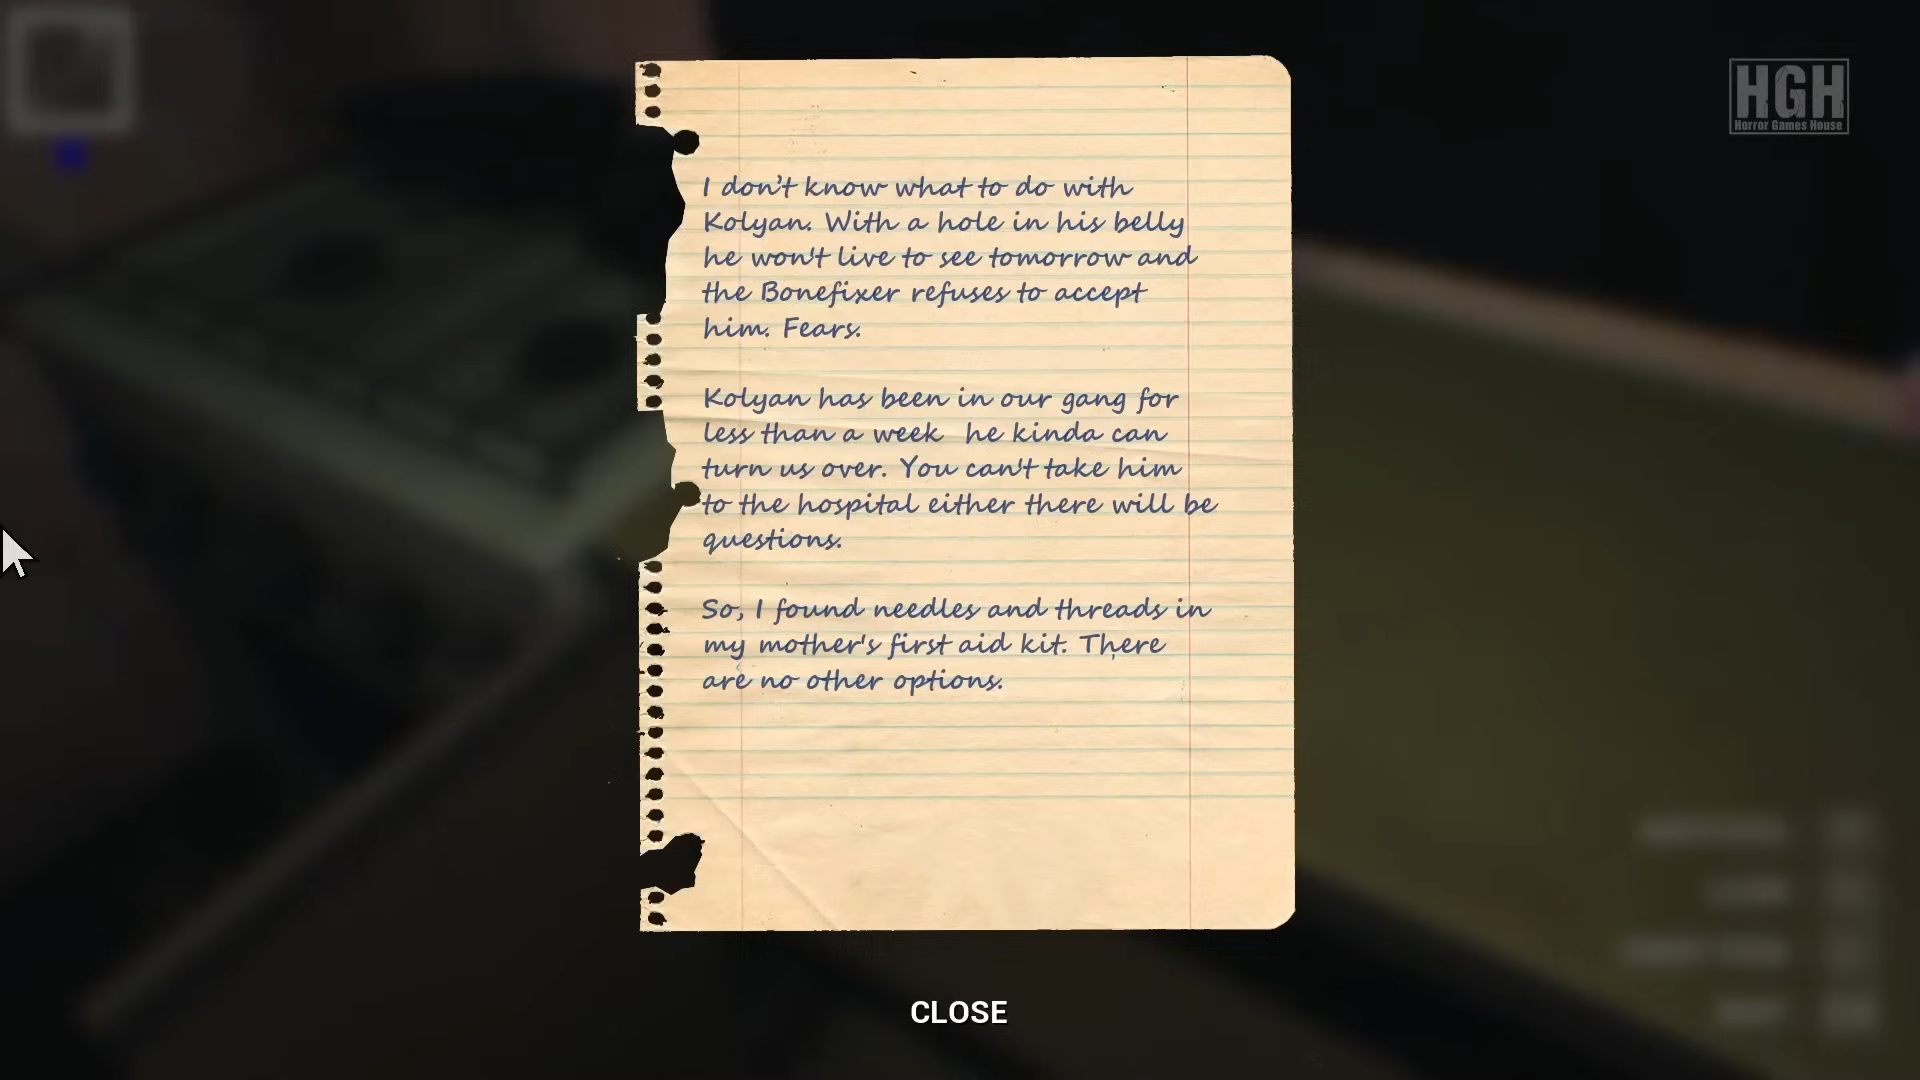 HGH
Horror Games House
I don't know what to do with
Kolyan. With a hole in his belly
he won't live to see tomorrow and
the Bonefixer refuses to accept
him. Fears.
Kolyan has been in our gang for
less than a week  he kinda can
turn us over. You can't take him
to the hospital either there will be
questions.
So, I found needles and threads in
my mother's first aid kit. There
are no other options.
CLOSE